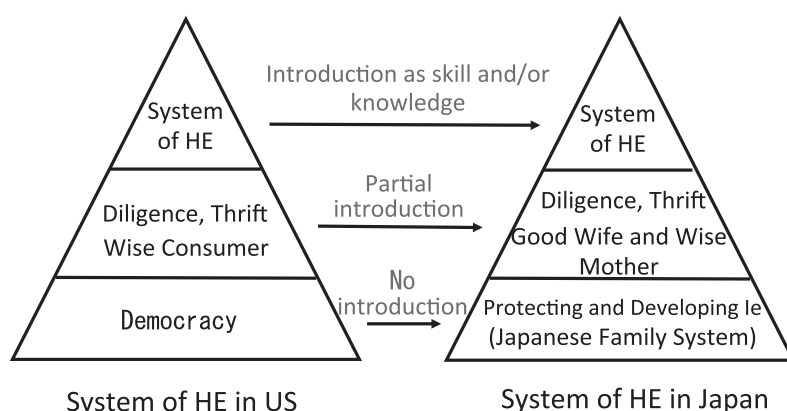 Introduction as skill and/or
knowledge
System
of HE
System
of HE
Partial
introduction
Diligence, Thrift
Wise Consumer
Diligence, Thrift
Good Wife and Wise
Mother
No
introduction
Democracy
Protecting and Developing Ie
(Japanese Family System)
System of HE in US
System of HE in Japan